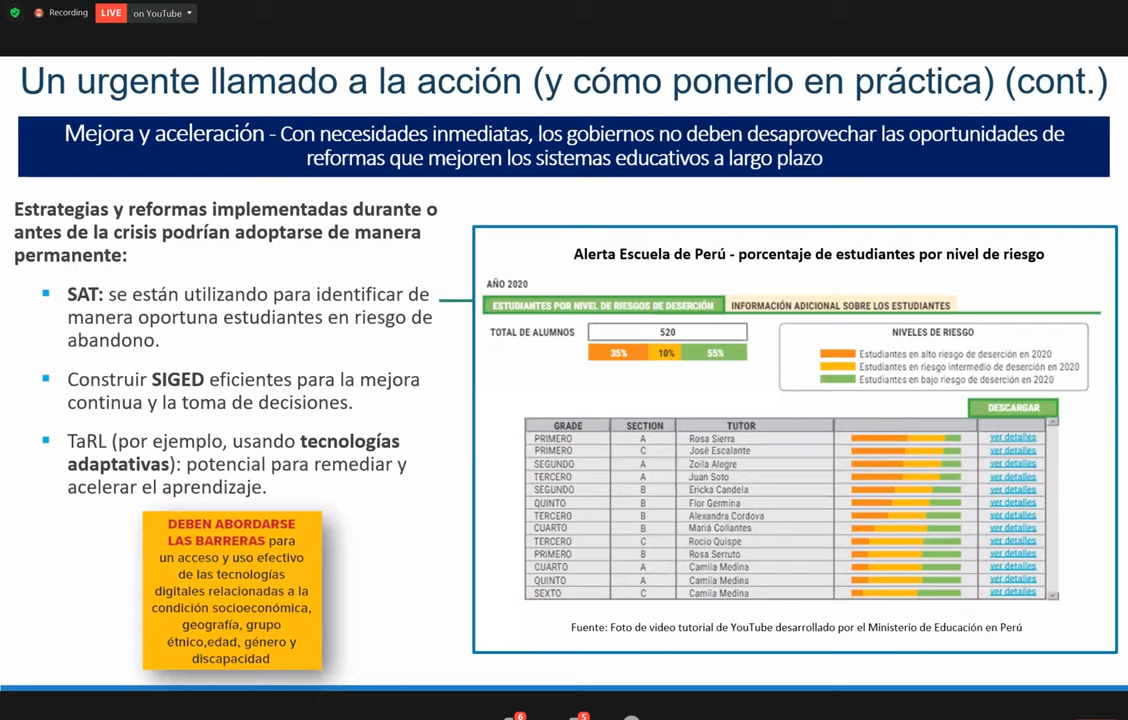 Recording
LIVE on YouTube
Un urgente llamado a la acción (y cómo ponerlo en práctica) (cont.)
Mejora y aceleración - Con necesidades inmediatas, los gobiernos no deben desaprovechar las oportunidades de
reformas que mejoren los sistemas educativos a largo plazo
Estrategias y reformas implementadas durante o
antes de la crisis podrían adoptarse de manera
permanente:
SAT: se están utilizando para identificar de
manera oportuna estudiantes en riesgo de
abandono.
Construir SIGED eficientes para la mejora
continua y la toma de decisiones.
TaRL (por ejemplo, usando tecnologías
adaptativas): potencial para remediar y
acelerar el aprendizaje.
DEBEN ABORDARSE
LAS BARRERAS para
un acceso y uso efectivo
de las tecnologías
digitales relacionadas a la
condición socioeconómica,
geografía, grupo
étnico,edad, género y
discapacidad
Alerta Escuela de Perú - porcentaje de estudiantes por nivel de riesgo
AÑO 2020
ESTUDIANTES POR NIVEL DE RIESGOS DE DESERCIÓN INFORMACIÓN ADICIONAL SOBRE LOS ESTUDIANTES
TOTAL DE ALUMNOS 520
35% 10% 55%
NIVELES DE RIESGO
Estudiantes en alto riesgo de deserción en 2020
Estudiantes en riesgo intermedio de deserción en 2020
Estudiantes en bajo riesgo de deserción en 2020
DESCARGAR
GRADE SECTION TUTOR
PRIMERO A Rosa Sierra ver detalles
PRIMERO C José Escalante ver detalles
SEGUNDO A Zoila Alegre ver detalles
TERCERO A Juan Soto ver detalles
SEGUNDO B Ericka Candela ver detalles
QUINTO B Flor Germina ver detalles
TERCERO B Alexandra Cordova ver detalles
CUARTO B Mariá Collantes ver detalles
TERCERO C Rocio Quispe ver detalles
PRIMERO B Rosa Serruto ver detalles
CUARTO A Camila Medina ver detalles
QUINTO A Camila Medina ver detalles
SEXTO C Camila Medina ver detalles
Fuente: Foto de video tutorial de YouTube desarrollado por el Ministerio de Educación en Perú
6 5